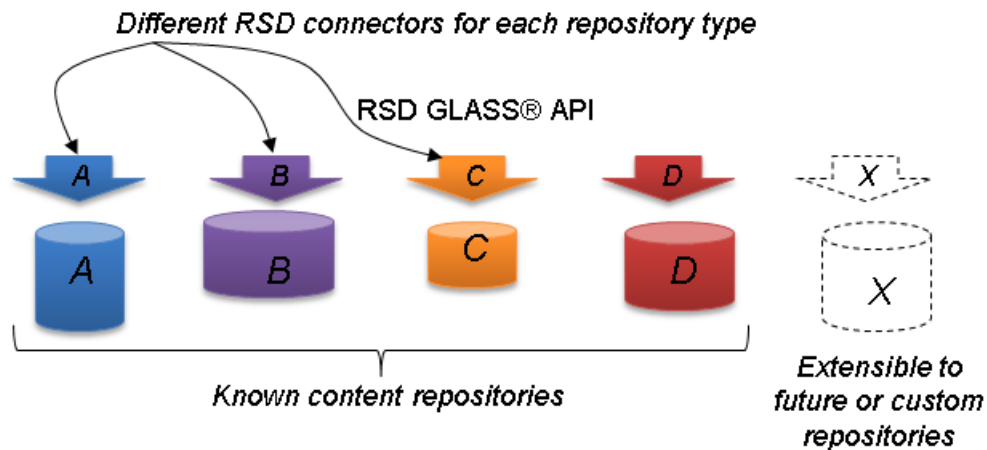 Different RSD connectors for each repository type
RSD GLASS® API
A
B
C
D
X
A
B
C
D
X
Known content repositories
Extensible to
future or custom
repositories